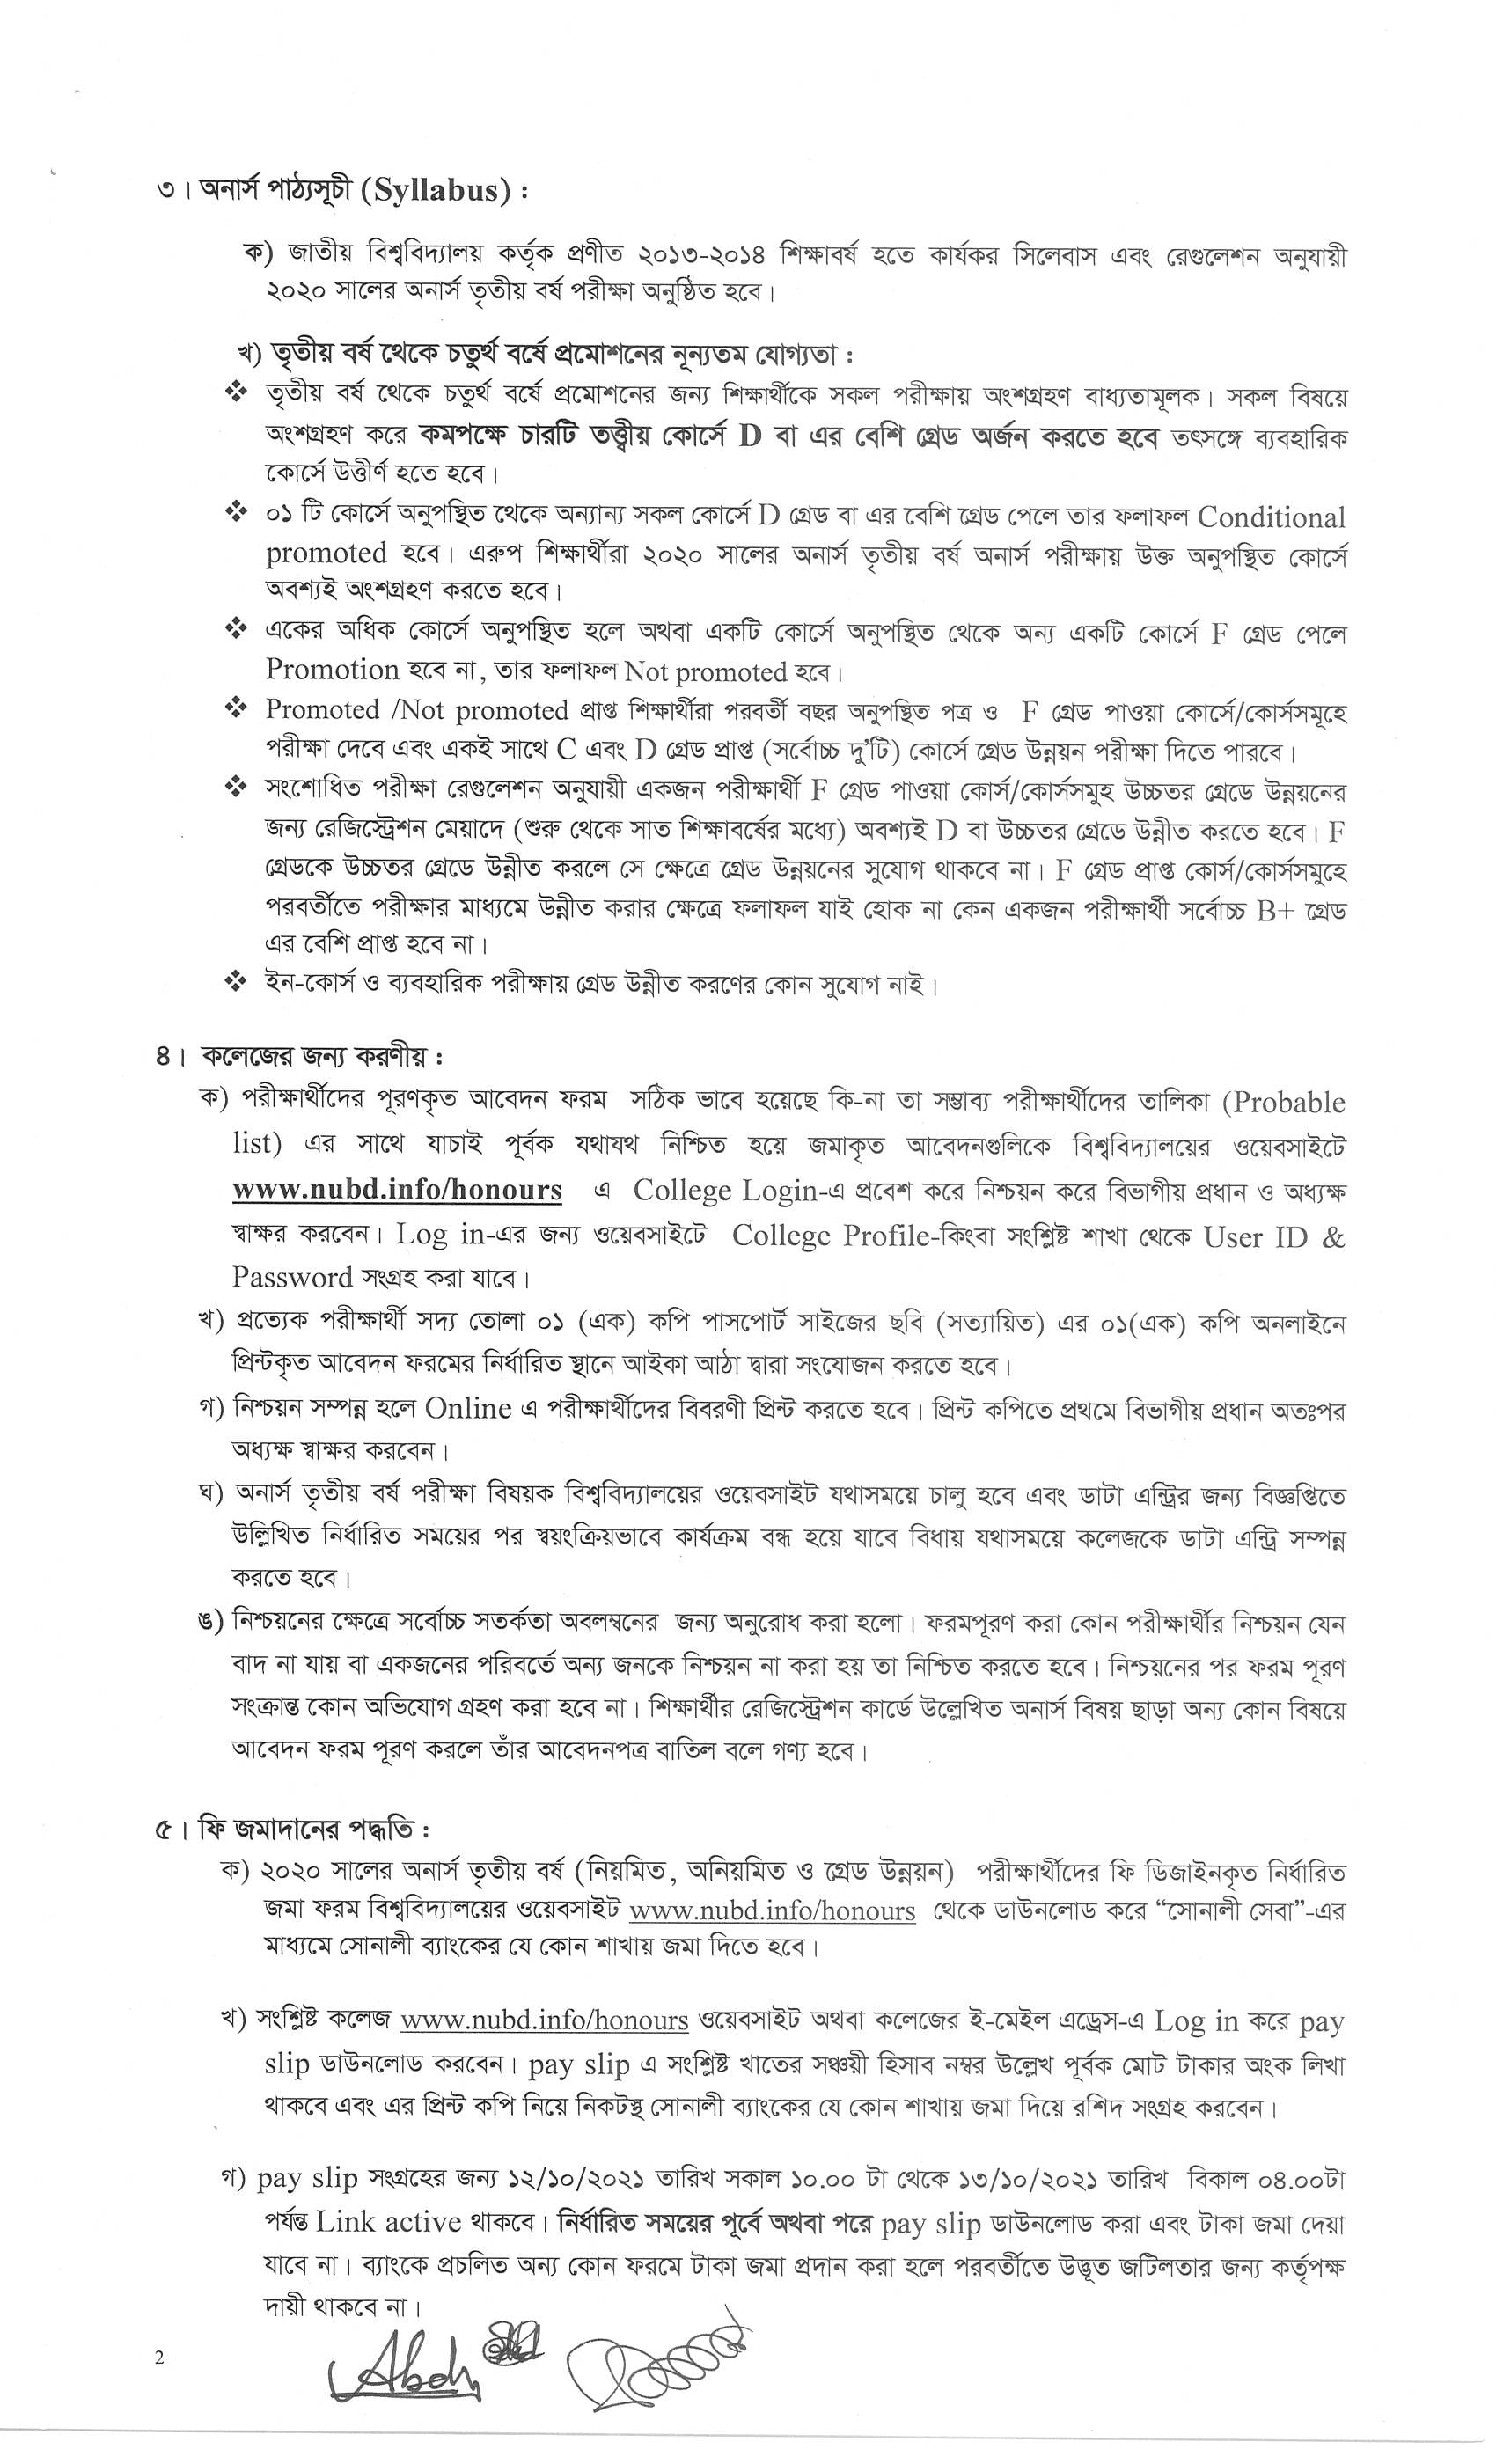 ৩। অনার্স পাঠ্যসূচী (Syllabus) :
ক) জাতীয় বিশ্ববিদ্যালয় কর্তৃক প্রণীত ২০১৩-২০১৪ শিক্ষাবর্ষ হতে কার্যকর সিলেবাস এবং রেগুলেশন অনুযায়ী
২০২০ সালের অনার্স তৃতীয় বর্ষ পরীক্ষা অনুষ্ঠিত হবে।
খ) তৃতীয় বর্ষ থেকে চতুর্থ বর্ষে প্রমোশনের নূন্যতম যোগ্যতা :
❖ তৃতীয় বর্ষ থেকে চতুর্থ বর্ষে প্রমোশনের জন্য শিক্ষার্থীকে সকল পরীক্ষায় অংশগ্রহণ বাধ্যতামূলক। সকল বিষয়ে
অংশগ্রহণ করে কমপক্ষে চারটি তত্ত্বীয় কোর্সে D বা এর বেশি গ্রেড অর্জন করতে হবে তৎসঙ্গে ব্যবহারিক
কোর্সে উত্তীর্ণ হতে হবে।
❖ ০১ টি কোর্সে অনুপস্থিত থেকে অন্যান্য সকল কোর্সে D গ্রেড বা এর বেশি গ্রেড পেলে তার ফলাফল Conditional
promoted হবে। এরুপ শিক্ষার্থীরা ২০২০ সালের অনার্স তৃতীয় বর্ষ অনার্স পরীক্ষায় উক্ত অনুপস্থিত কোর্সে
অবশ্যই অংশগ্রহণ করতে হবে।
❖ একের অধিক কোর্সে অনুপস্থিত হলে অথবা একটি কোর্সে অনুপস্থিত থেকে অন্য একটি কোর্সে F গ্রেড পেলে
Promotion হবে না, তার ফলাফল Not promoted হবে।
❖ Promoted /Not promoted প্রাপ্ত শিক্ষার্থীরা পরবর্তী বছর অনুপস্থিত পত্র ও F গ্রেড পাওয়া কোর্সে/কোর্সসমূহে
পরীক্ষা দেবে এবং একই সাথে C এবং D গ্রেড প্রাপ্ত (সর্বোচ্চ দু'টি) কোর্সে গ্রেড উন্নয়ন পরীক্ষা দিতে পারবে।
❖ সংশোধিত পরীক্ষা রেগুলেশন অনুযায়ী একজন পরীক্ষার্থী F গ্রেড পাওয়া কোর্স/কোর্সসমুহ উচ্চতর গ্রেডে উন্নয়নের
জন্য রেজিস্ট্রেশন মেয়াদে (শুরু থেকে সাত শিক্ষাবর্ষের মধ্যে) অবশ্যই D বা উচ্চতর গ্রেডে উন্নীত করতে হবে। F
গ্রেডকে উচ্চতর গ্রেডে উন্নীত করলে সে ক্ষেত্রে গ্রেড উন্নয়নের সুযোগ থাকবে না। F গ্রেড প্রাপ্ত কোর্স/কোর্সসমুহে
পরবর্তীতে পরীক্ষার মাধ্যমে উন্নীত করার ক্ষেত্রে ফলাফল যাই হোক না কেন একজন পরীক্ষার্থী সর্বোচ্চ B+ গ্রেড
এর বেশি প্রাপ্ত হবে না।
❖ ইন-কোর্স ও ব্যবহারিক পরীক্ষায় গ্রেড উন্নীত করণের কোন সুযোগ নাই।
৪। কলেজের জন্য করণীয় :
ক) পরীক্ষার্থীদের পূরণকৃত আবেদন ফরম সঠিক ভাবে হয়েছে কি-না তা সম্ভাব্য পরীক্ষার্থীদের তালিকা (Probable
list) এর সাথে যাচাই পূর্বক যথাযথ নিশ্চিত হয়ে জমাকৃত আবেদনগুলিকে বিশ্ববিদ্যালয়ের ওয়েবসাইটে
www.nubd.info/honours এ College Login-এ প্রবেশ করে নিশ্চয়ন করে বিভাগীয় প্রধান ও অধ্যক্ষ
স্বাক্ষর করবেন। Log in-এর জন্য ওয়েবসাইটে College Profile-কিংবা সংশ্লিষ্ট শাখা থেকে User ID &
Password সংগ্রহ করা যাবে।
খ) প্রত্যেক পরীক্ষার্থী সদ্য তোলা ০১ (এক) কপি পাসপোর্ট সাইজের ছবি (সত্যায়িত) এর ০১(এক) কপি অনলাইনে
প্রিন্টকৃত আবেদন ফরমের নির্ধারিত স্থানে আইকা আঠা দ্বারা সংযোজন করতে হবে।
গ) নিশ্চয়ন সম্পন্ন হলে Online এ পরীক্ষার্থীদের বিবরণী প্রিন্ট করতে হবে। প্রিন্ট কপিতে প্রথমে বিভাগীয় প্রধান অতঃপর
অধ্যক্ষ স্বাক্ষর করবেন।
ঘ) অনার্স তৃতীয় বর্ষ পরীক্ষা বিষয়ক বিশ্ববিদ্যালয়ের ওয়েবসাইট যথাসময়ে চালু হবে এবং ডাটা এন্ট্রির জন্য বিজ্ঞপ্তিতে
উল্লিখিত নির্ধারিত সময়ের পর স্বয়ংক্রিয়ভাবে কার্যক্রম বন্ধ হয়ে যাবে বিধায় যথাসময়ে কলেজকে ডাটা এন্ট্রি সম্পন্ন
করতে হবে।
ঙ) নিশ্চয়নের ক্ষেত্রে সর্বোচ্চ সতর্কতা অবলম্বনের জন্য অনুরোধ করা হলো। ফরমপূরণ করা কোন পরীক্ষার্থীর নিশ্চয়ন যেন
বাদ না যায় বা একজনের পরিবর্তে অন্য জনকে নিশ্চয়ন না করা হয় তা নিশ্চিত করতে হবে। নিশ্চয়নের পর ফরম পূরণ
সংক্রান্ত কোন অভিযোগ গ্রহণ করা হবে না। শিক্ষার্থীর রেজিস্ট্রেশন কার্ডে উল্লেখিত অনার্স বিষয় ছাড়া অন্য কোন বিষয়ে
আবেদন ফরম পূরণ করলে তাঁর আবেদনপত্র বাতিল বলে গণ্য হবে।
৫। ফি জমাদানের পদ্ধতি :
ক) ২০২০ সালের অনার্স তৃতীয় বর্ষ (নিয়মিত, অনিয়মিত ও গ্রেড উন্নয়ন) পরীক্ষার্থীদের ফি ডিজাইনকৃত নির্ধারিত
জমা ফরম বিশ্ববিদ্যালয়ের ওয়েবসাইট www.nubd.info/honours থেকে ডাউনলোড করে “সোনালী সেবা”-এর
মাধ্যমে সোনালী ব্যাংকের যে কোন শাখায় জমা দিতে হবে।
খ) সংশ্লিষ্ট কলেজ www.nubd.info/honours ওয়েবসাইট অথবা কলেজের ই-মেইল এড্রেস-এ Log in করে pay
slip ডাউনলোড করবেন। pay slip এ সংশ্লিষ্ট খাতের সঞ্চয়ী হিসাব নম্বর উল্লেখ পূর্বক মোট টাকার অংক লিখা
থাকবে এবং এর প্রিন্ট কপি নিয়ে নিকটস্থ সোনালী ব্যাংকের যে কোন শাখায় জমা দিয়ে রশিদ সংগ্রহ করবেন।
গ) pay slip সংগ্রহের জন্য ১২/১০/২০২১ তারিখ সকাল ১০.০০ টা থেকে ১৩/১০/২০২১ তারিখ বিকাল ০৪.০০টা
পর্যন্ত Link active থাকবে। নির্ধারিত সময়ের পূর্বে অথবা পরে pay slip ডাউনলোড করা এবং টাকা জমা দেয়া
যাবে না। ব্যাংকে প্রচলিত অন্য কোন ফরমে টাকা জমা প্রদান করা হলে পরবর্তীতে উদ্ভূত জটিলতার জন্য কর্তৃপক্ষ
দায়ী থাকবে না।
2